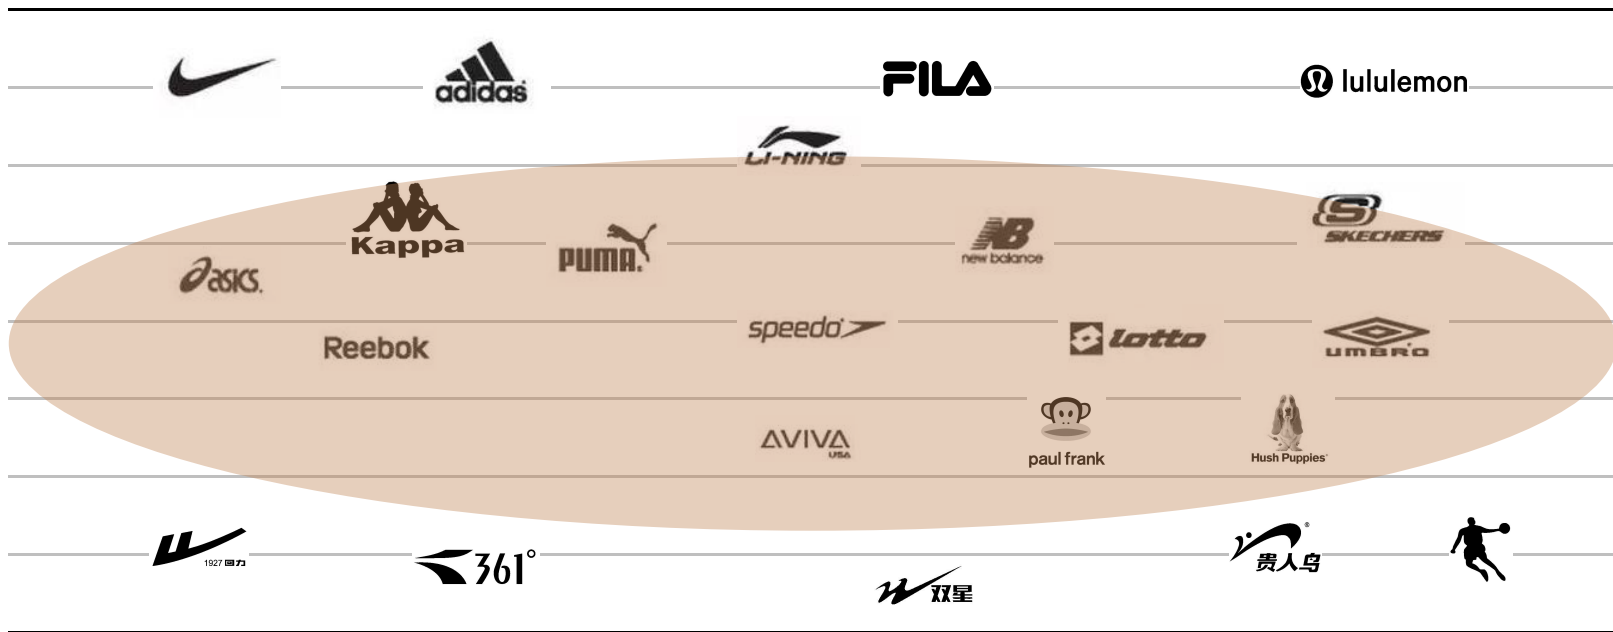 adidas
FILA
lululemon
LI-NING
Kappa
PUMA.
new balance
SKECHERS
asics.
Reebok
speedo
lotto
umbro
AVIVA
USA
paul frank
Hush Puppies
1927 回力
361°
双星
贵人鸟